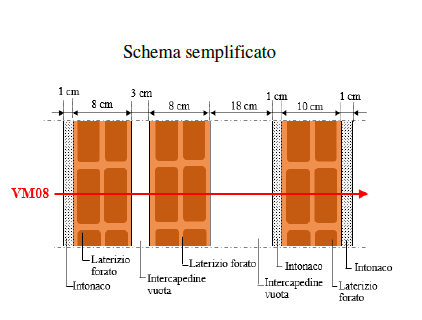 Schema semplificato
1 cm
8 cm
3 cm
8 cm
18 cm
1 cm
10 cm
1 cm
VM08
Laterizio
forato
Intonaco
Intercapedine
vuota
Laterizio forato
Intercapedine
vuota
Intonaco
Laterizio
forato
Intonaco